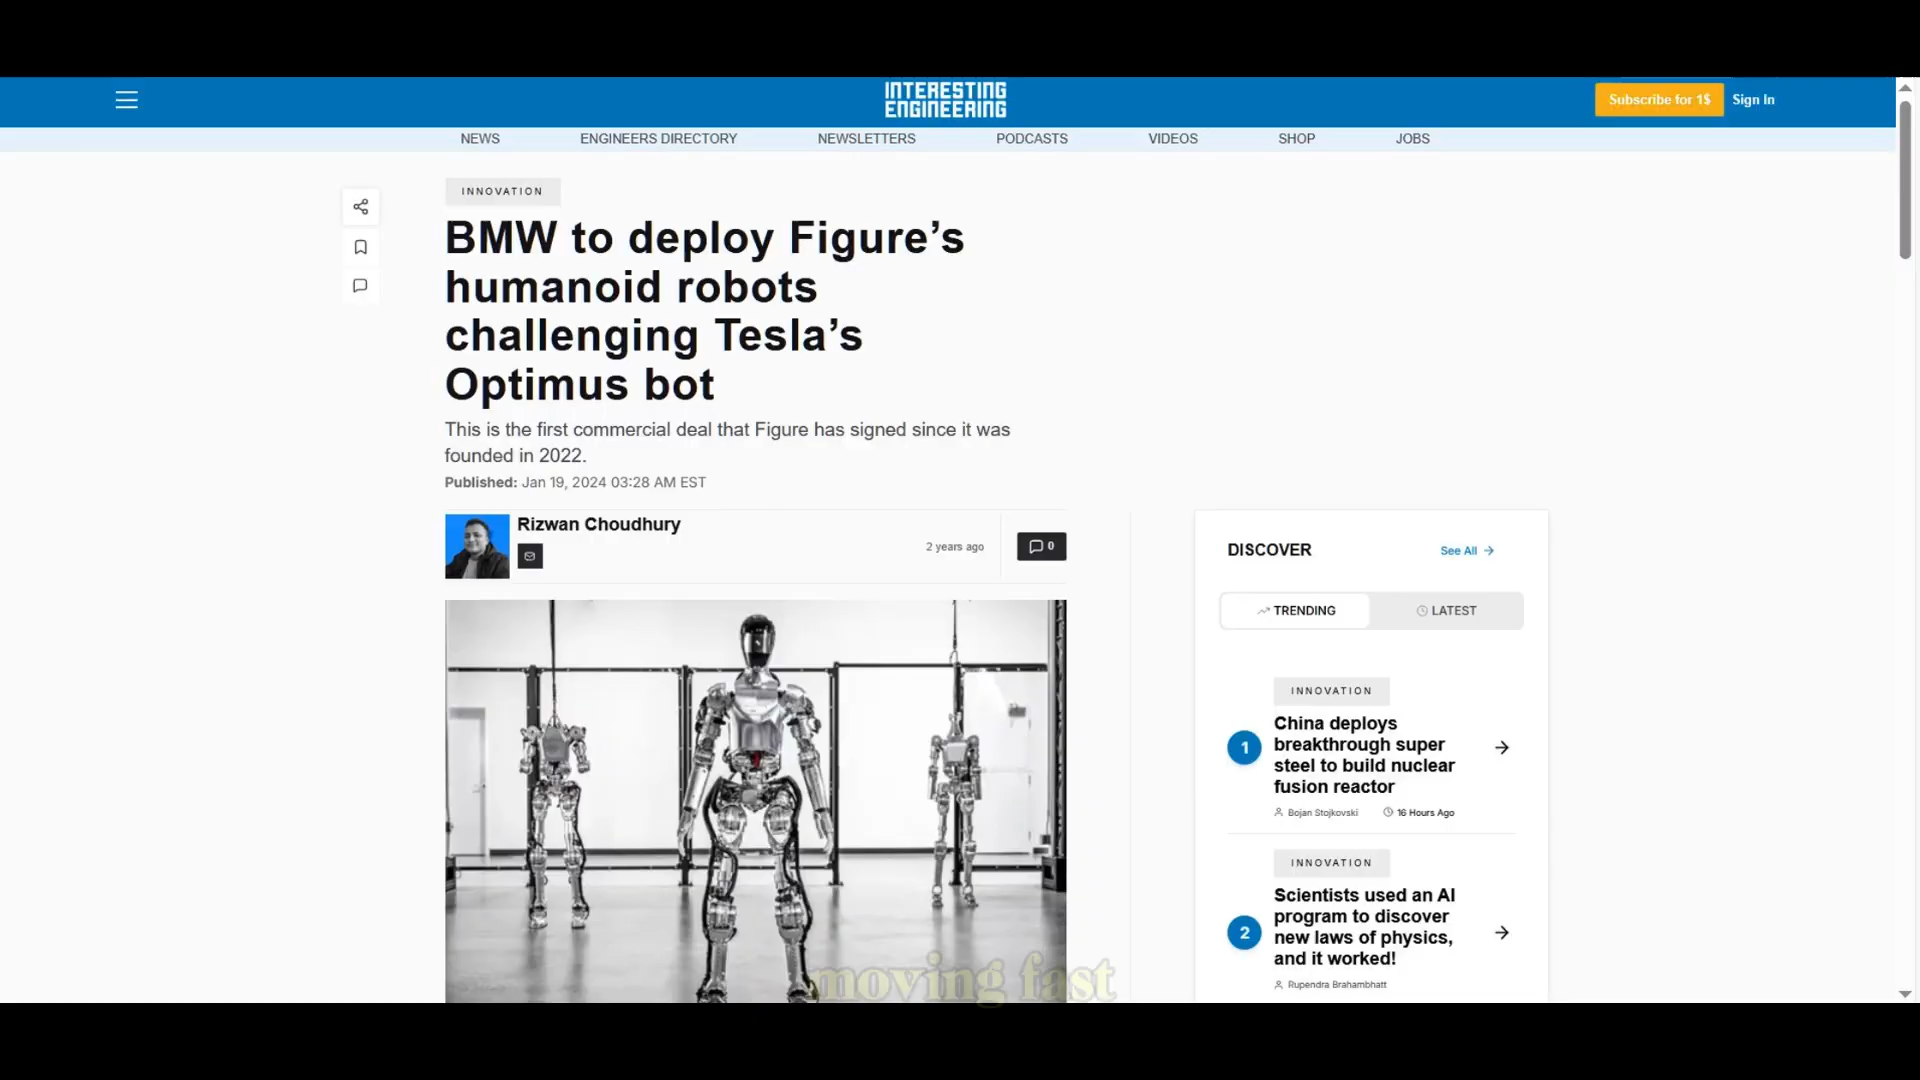 INTERESTING
ENGINEERING
Subscribe for 1$
Sign In
NEWS
ENGINEERS DIRECTORY
NEWSLETTERS
PODCASTS
VIDEOS
SHOP
JOBS
INNOVATION
BMW to deploy Figure’s
humanoid robots
challenging Tesla’s
Optimus bot
This is the first commercial deal that Figure has signed since it was
founded in 2022.
Published: Jan 19, 2024 03:28 AM EST
Rizwan Choudhury
2 years ago
0
DISCOVER
See All
TRENDING
LATEST
INNOVATION
1
China deploys
breakthrough super
steel to build nuclear
fusion reactor
Bojan Stojkovski
16 Hours Ago
INNOVATION
2
Scientists used an AI
program to discover
new laws of physics,
and it worked!
Rupendra Brahambhatt
moving fast